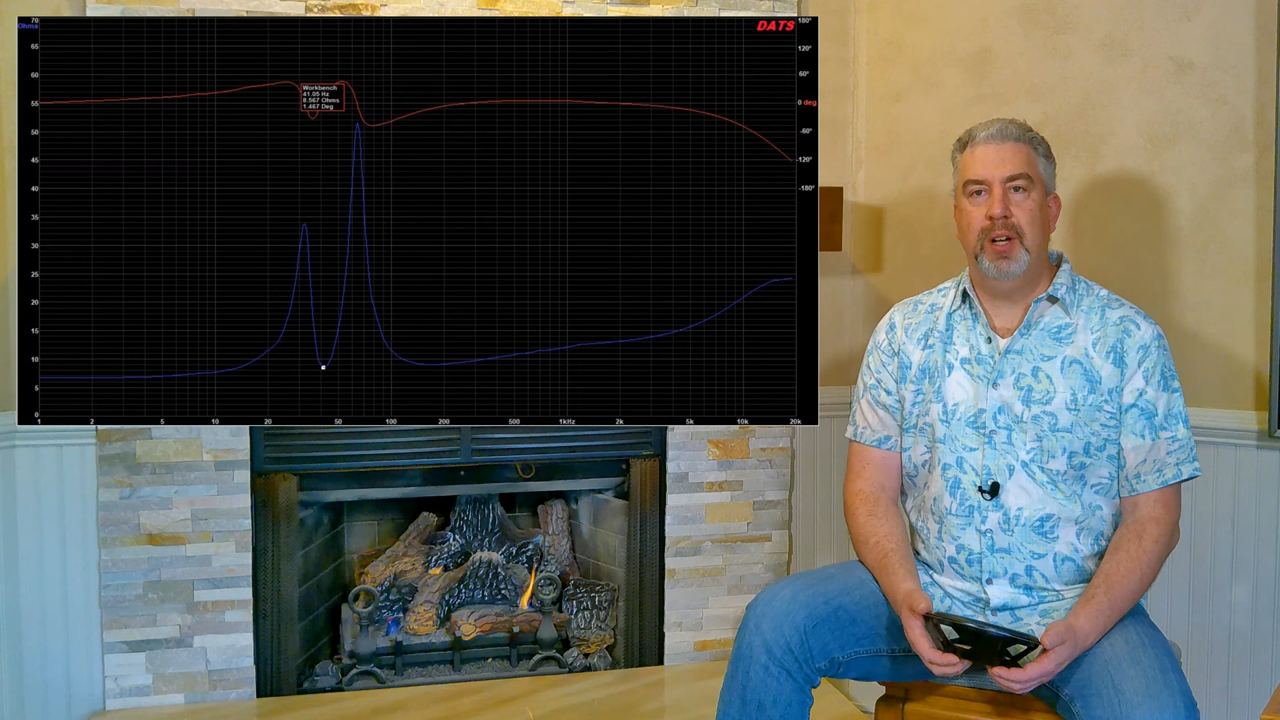 70
Ohms
65
60
55
50
45
40
35
30
25
20
15
10
5
0
DATS
180°
120°
60°
0 deg
-60°
-120°
-180°
Workbench
41.05 Hz
8.567 Ohms
1.467 Deg
1 2 5 10 20 50 100 200 500 1kHz 2k 5k 10k 20k